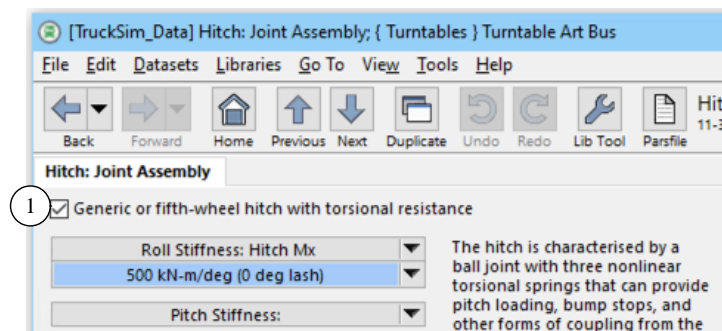 [TruckSim_Data] Hitch: Joint Assembly; { Turntables } Turntable Art Bus
File Edit Datasets Libraries Go To View Tools Help
Back Forward Home Previous Next Duplicate Undo Redo Lib Tool Parsfile
Hitch: Joint Assembly
1 Generic or fifth-wheel hitch with torsional resistance
Roll Stiffness: Hitch Mx
500 kN-m/deg (0 deg lash)
Pitch Stiffness:
The hitch is characterised by a
ball joint with three nonlinear
torsional springs that can provide
pitch loading, bump stops, and
other forms of coupling from the